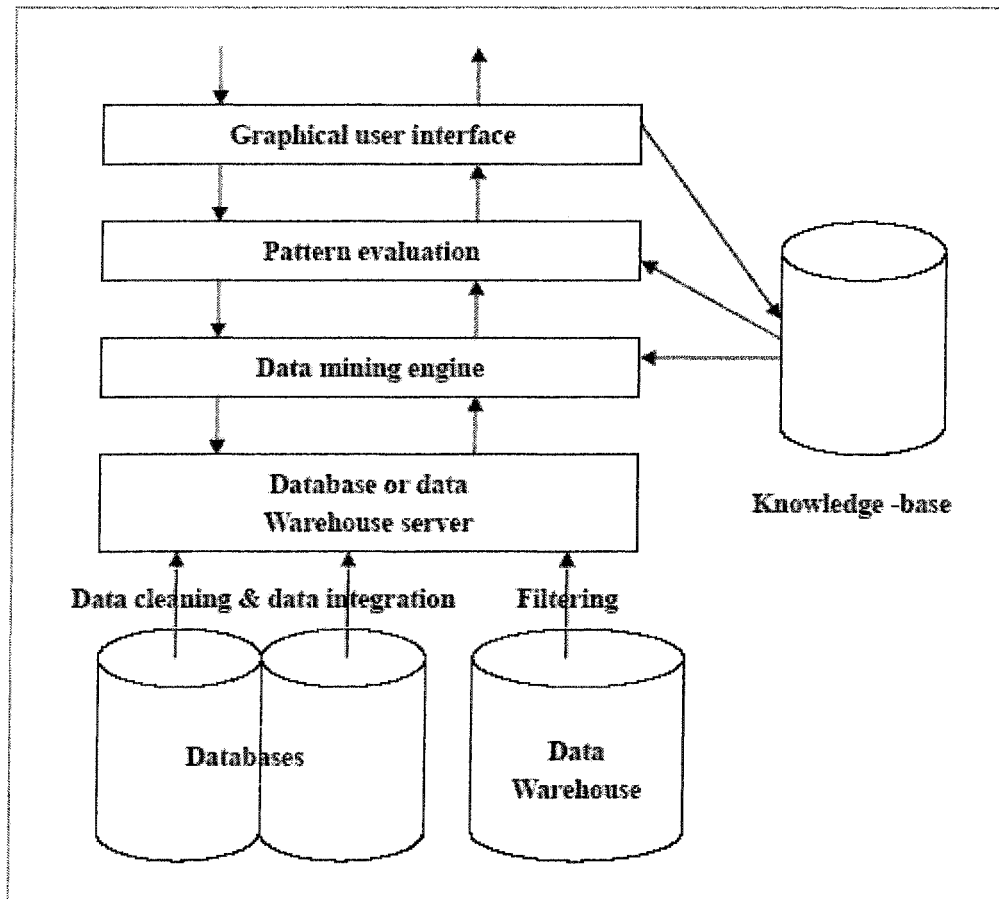 Graphical user interface
Pattern evaluation
Data mining engine
Database or data
Warehouse server
Knowledge -base
Data cleaning & data integration
Filtering
Databases
Data
Warehouse